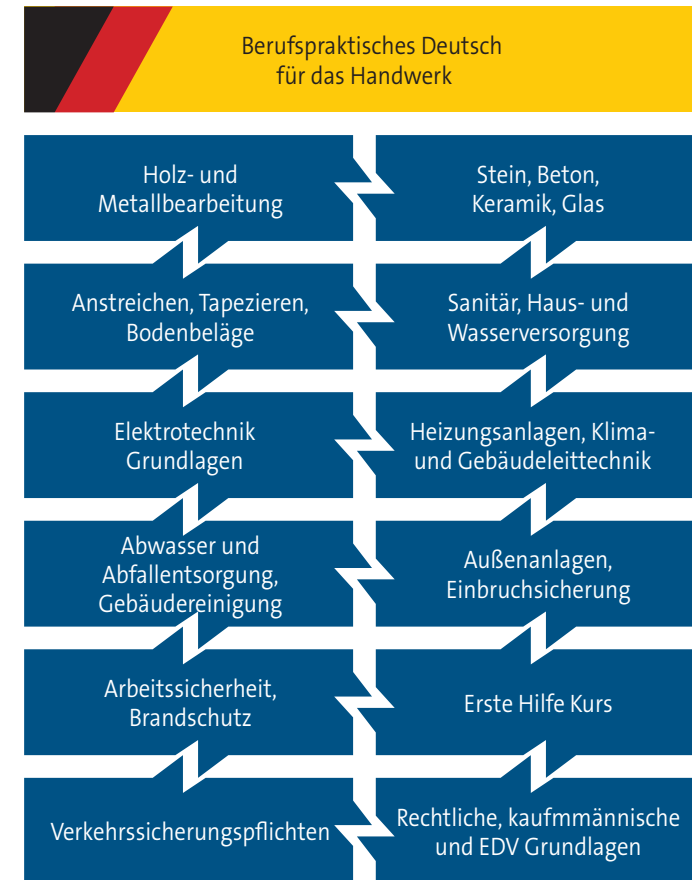 Berufspraktisches Deutsch
für das Handwerk
Holz- und
Metallbearbeitung
Stein, Beton,
Keramik, Glas
Anstreichen, Tapezieren,
Bodenbeläge
Sanitär, Haus- und
Wasserversorgung
Elektrotechnik
Grundlagen
Heizungsanlagen, Klima-
und Gebäudeleittechnik
Abwasser und
Abfallentsorgung,
Gebäudereinigung
Außenanlagen,
Einbruchsicherung
Arbeitssicherheit,
Brandschutz
Erste Hilfe Kurs
Verkehrssicherungspflichten
Rechtliche, kaufmmännische
und EDV Grundlagen